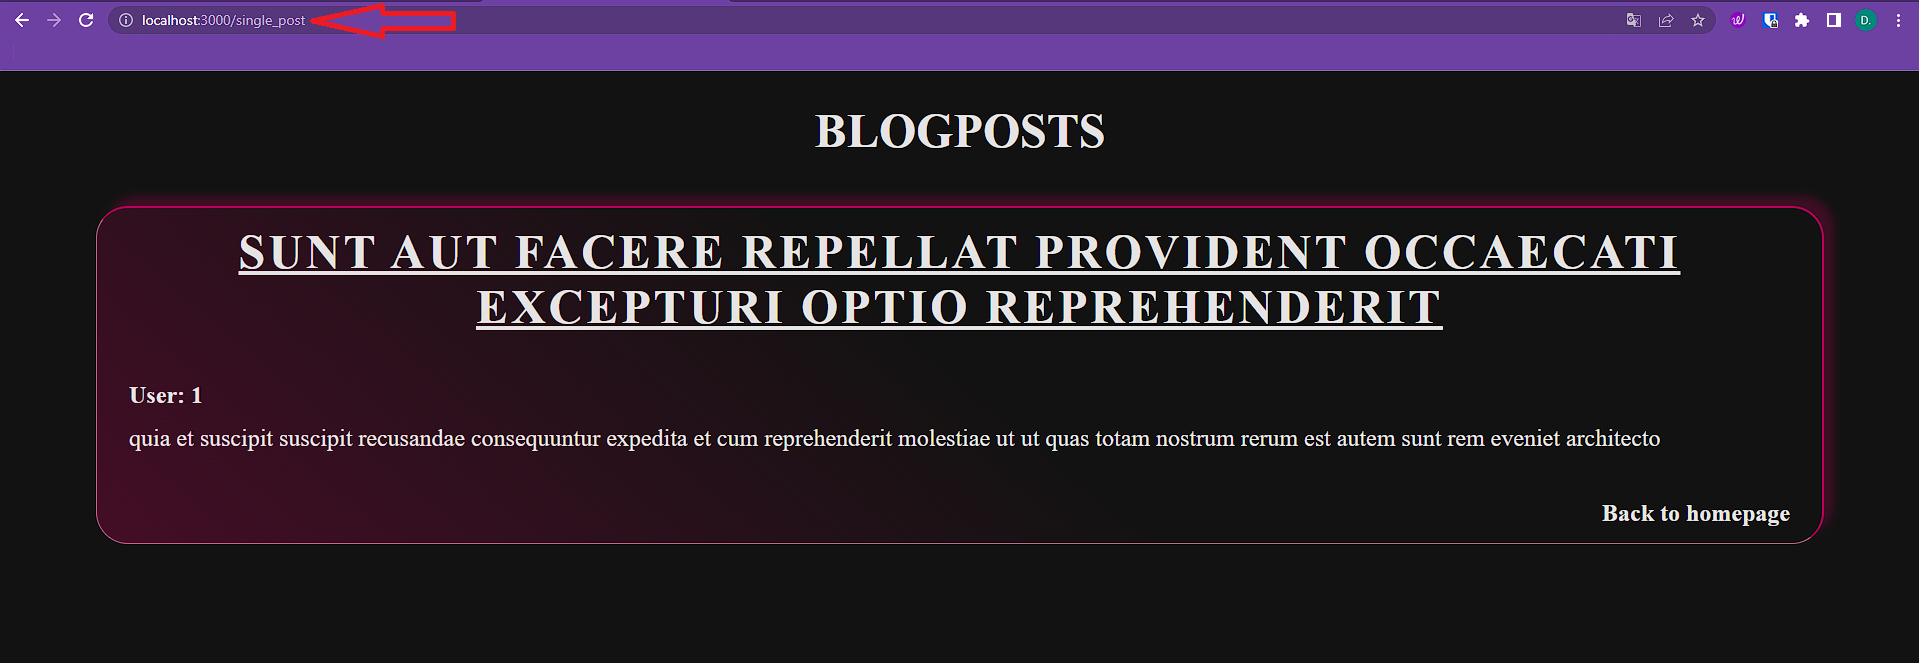 localhost:3000/single_post
D.
BLOGPOSTS
SUNT AUT FACERE REPELLAT PROVIDENT OCCAECATI
EXCEPTURI OPTIO REPREHENDERIT
User: 1
quia et suscipit suscipit recusandae consequuntur expedita et cum reprehenderit molestiae ut ut quas totam nostrum rerum est autem sunt rem eveniet architecto
Back to homepage